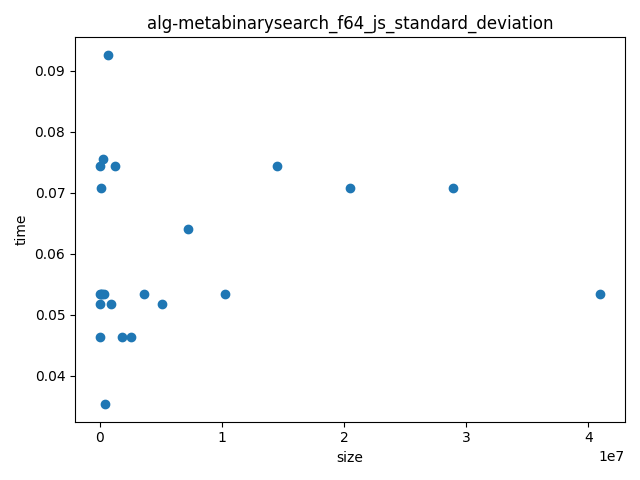 alg-metabinarysearch_f64_js_standard_deviation
0.09
0.08
0.07
0.06
0.05
0.04
time
0 1 2 3 4
1e7
size